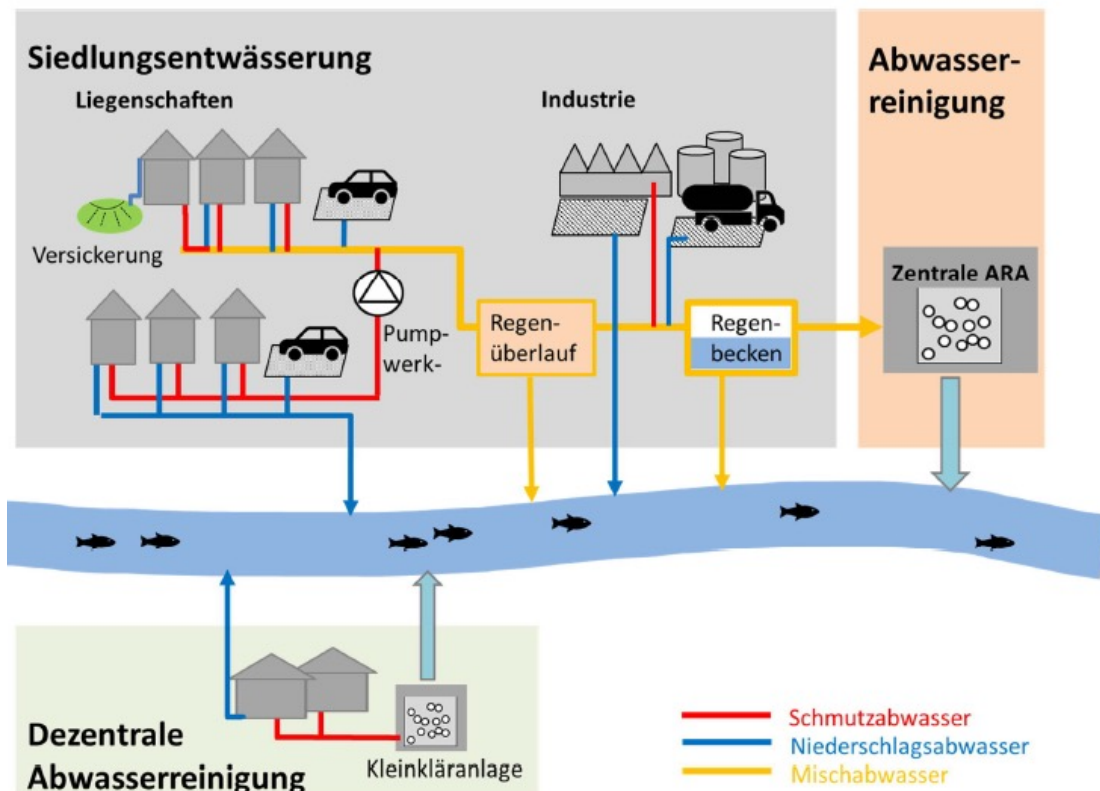 Siedlungsentwässerung
Liegenschaften
Industrie
Abwasser-
reinigung
Versickerung
Zentrale ARA
Pump-
werk-
Regen-
überlauf
Regen-
becken
Dezentrale
Abwasserreinigung
Kleinkläranlage
Schmutzabwasser
Niederschlagsabwasser
Mischabwasser